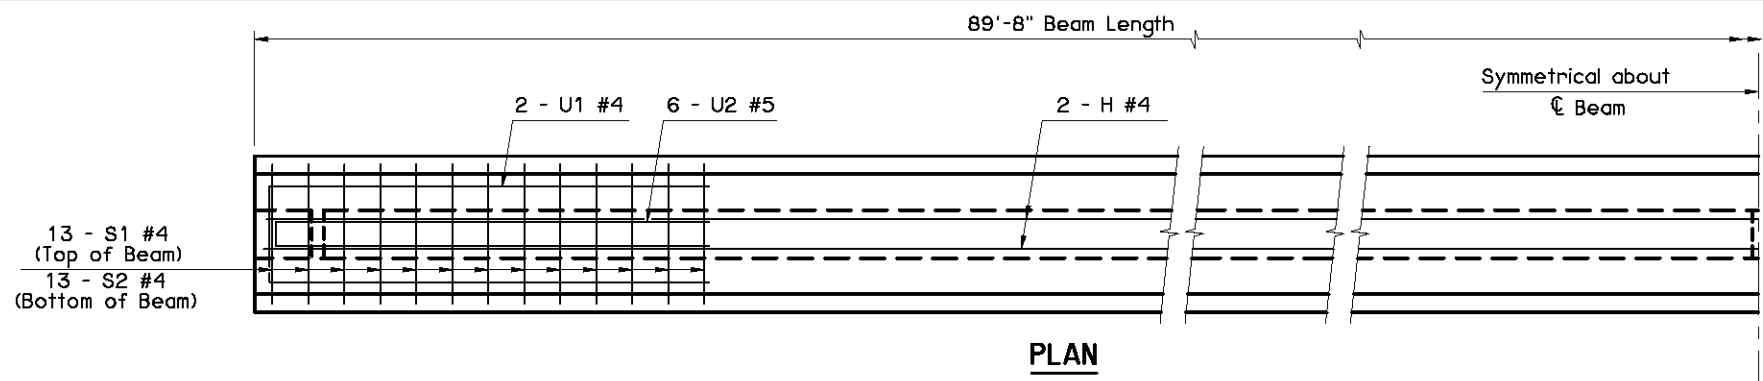 89'-8" Beam Length
Symmetrical about
℄ Beam
2 - U1 #4
6 - U2 #5
2 - H #4
13 - S1 #4
(Top of Beam)
13 - S2 #4
(Bottom of Beam)
PLAN